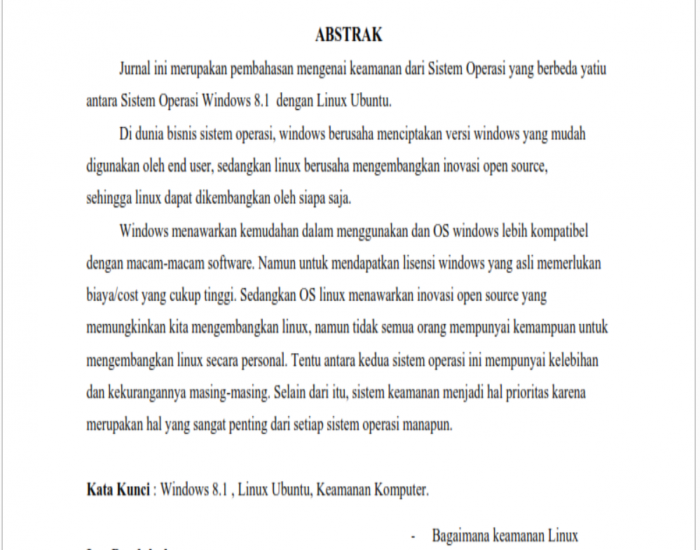 ABSTRAK
Jurnal ini merupakan pembahasan mengenai keamanan dari Sistem Operasi yang berbeda yatiu
antara Sistem Operasi Windows 8.1 dengan Linux Ubuntu.
Di dunia bisnis sistem operasi, windows berusaha menciptakan versi windows yang mudah
digunakan oleh end user, sedangkan linux berusaha mengembangkan inovasi open source,
sehingga linux dapat dikembangkan oleh siapa saja.
Windows menawarkan kemudahan dalam menggunakan dan OS windows lebih kompatibel
dengan macam-macam software. Namun untuk mendapatkan lisensi windows yang asli memerlukan
biaya/cost yang cukup tinggi. Sedangkan OS linux menawarkan inovasi open source yang
memungkinkan kita mengembangkan linux, namun tidak semua orang mempunyai kemampuan untuk
mengembangkan linux secara personal. Tentu antara kedua sistem operasi ini mempunyai kelebihan
dan kekurangannya masing-masing. Selain dari itu, sistem keamanan menjadi hal prioritas karena
merupakan hal yang sangat penting dari setiap sistem operasi manapun.
Kata Kunci : Windows 8.1 , Linux Ubuntu, Keamanan Komputer.
- Bagaimana keamanan Linux